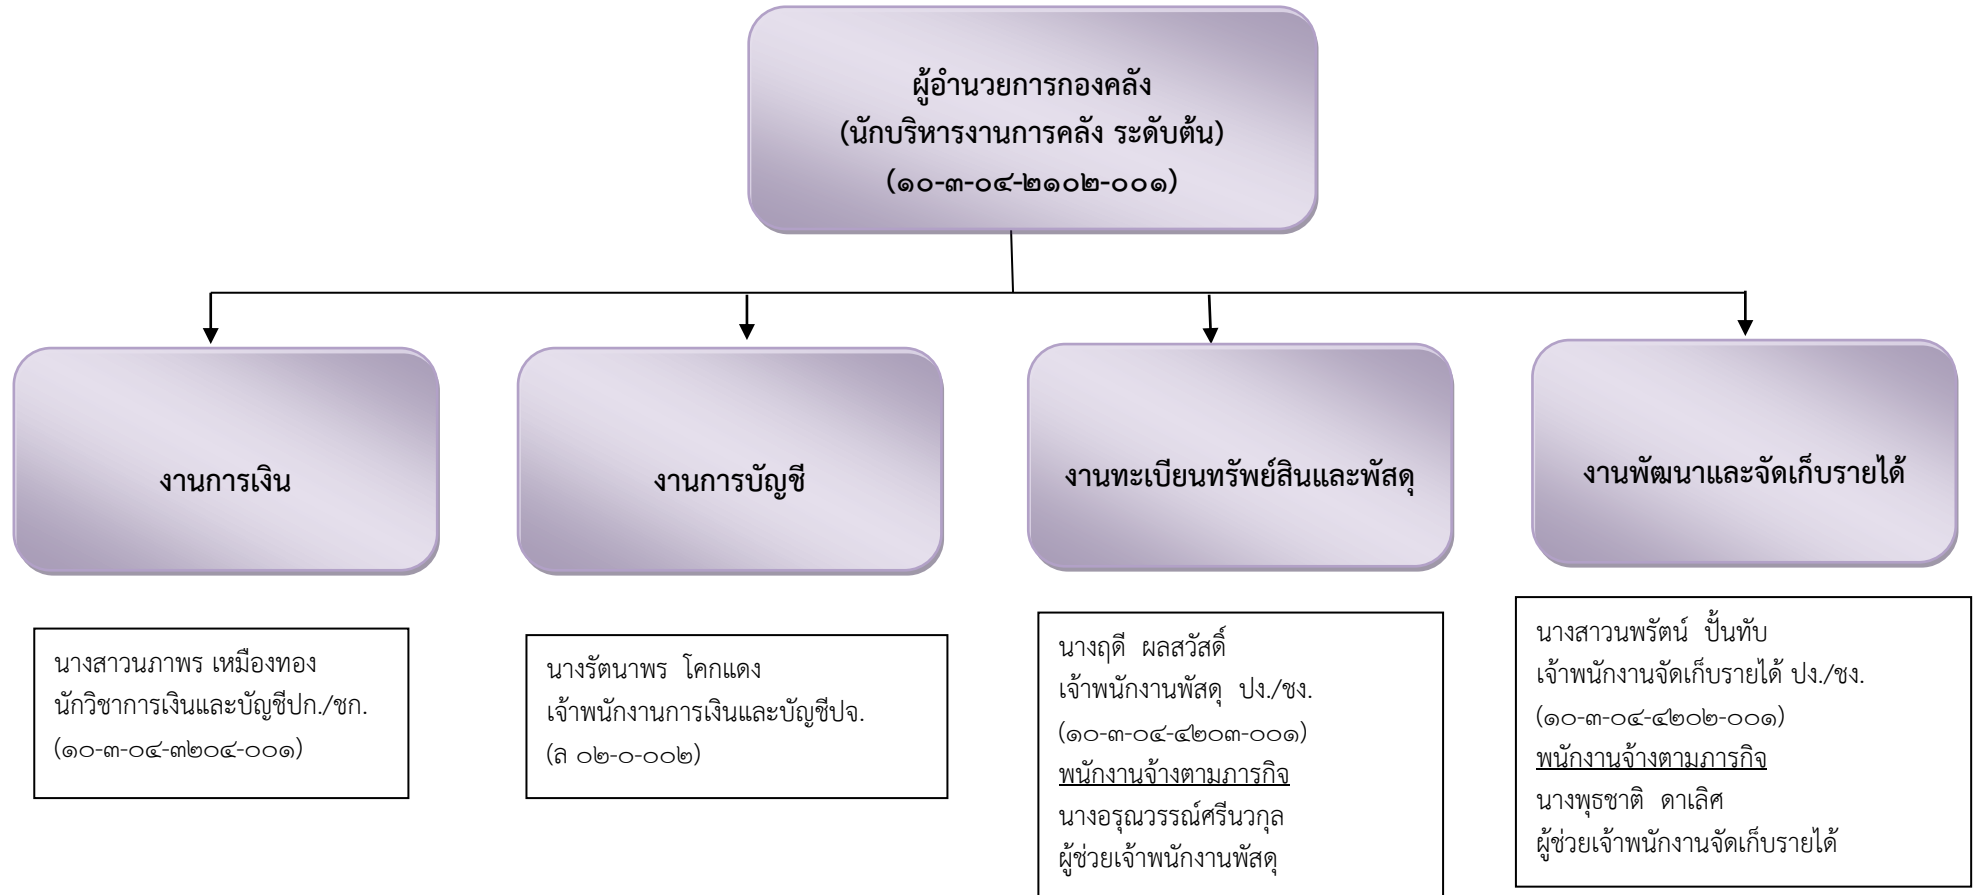 ผู้อำนวยการกองคลัง
(นักบริหารงานการคลัง ระดับต้น)
(๑๐-๓-๐๔-๒๑๐๒-๐๐๑)
งานการเงิน
งานการบัญชี
งานทะเบียนทรัพย์สินและพัสดุ
งานพัฒนาและจัดเก็บรายได้
นางสาวนภาพร เหมืองทอง
นักวิชาการเงินและบัญชีปก./ชก.
(๑๐-๓-๐๔-๓๒๐๔-๐๐๑)
นางรัตนาพร โคกแดง
เจ้าพนักงานการเงินและบัญชีปจ.
(ล ๐๒-๐-๐๐๒)
นางฤดี ผลสวัสดิ์
เจ้าพนักงานพัสดุ ปง./ชง.
(๑๐-๓-๐๔-๔๒๐๓-๐๐๑)
พนักงานจ้างตามภารกิจ
นางอรุณวรรณ์ศรีนวกุล
ผู้ช่วยเจ้าพนักงานพัสดุ
นางสาวนพรัตน์ ปั้นทับ
เจ้าพนักงานจัดเก็บรายได้ ปง./ชง.
(๑๐-๓-๐๔-๔๒๐๒-๐๐๑)
พนักงานจ้างตามภารกิจ
นางพุธชาติ ดาเลิศ
ผู้ช่วยเจ้าพนักงานจัดเก็บรายได้